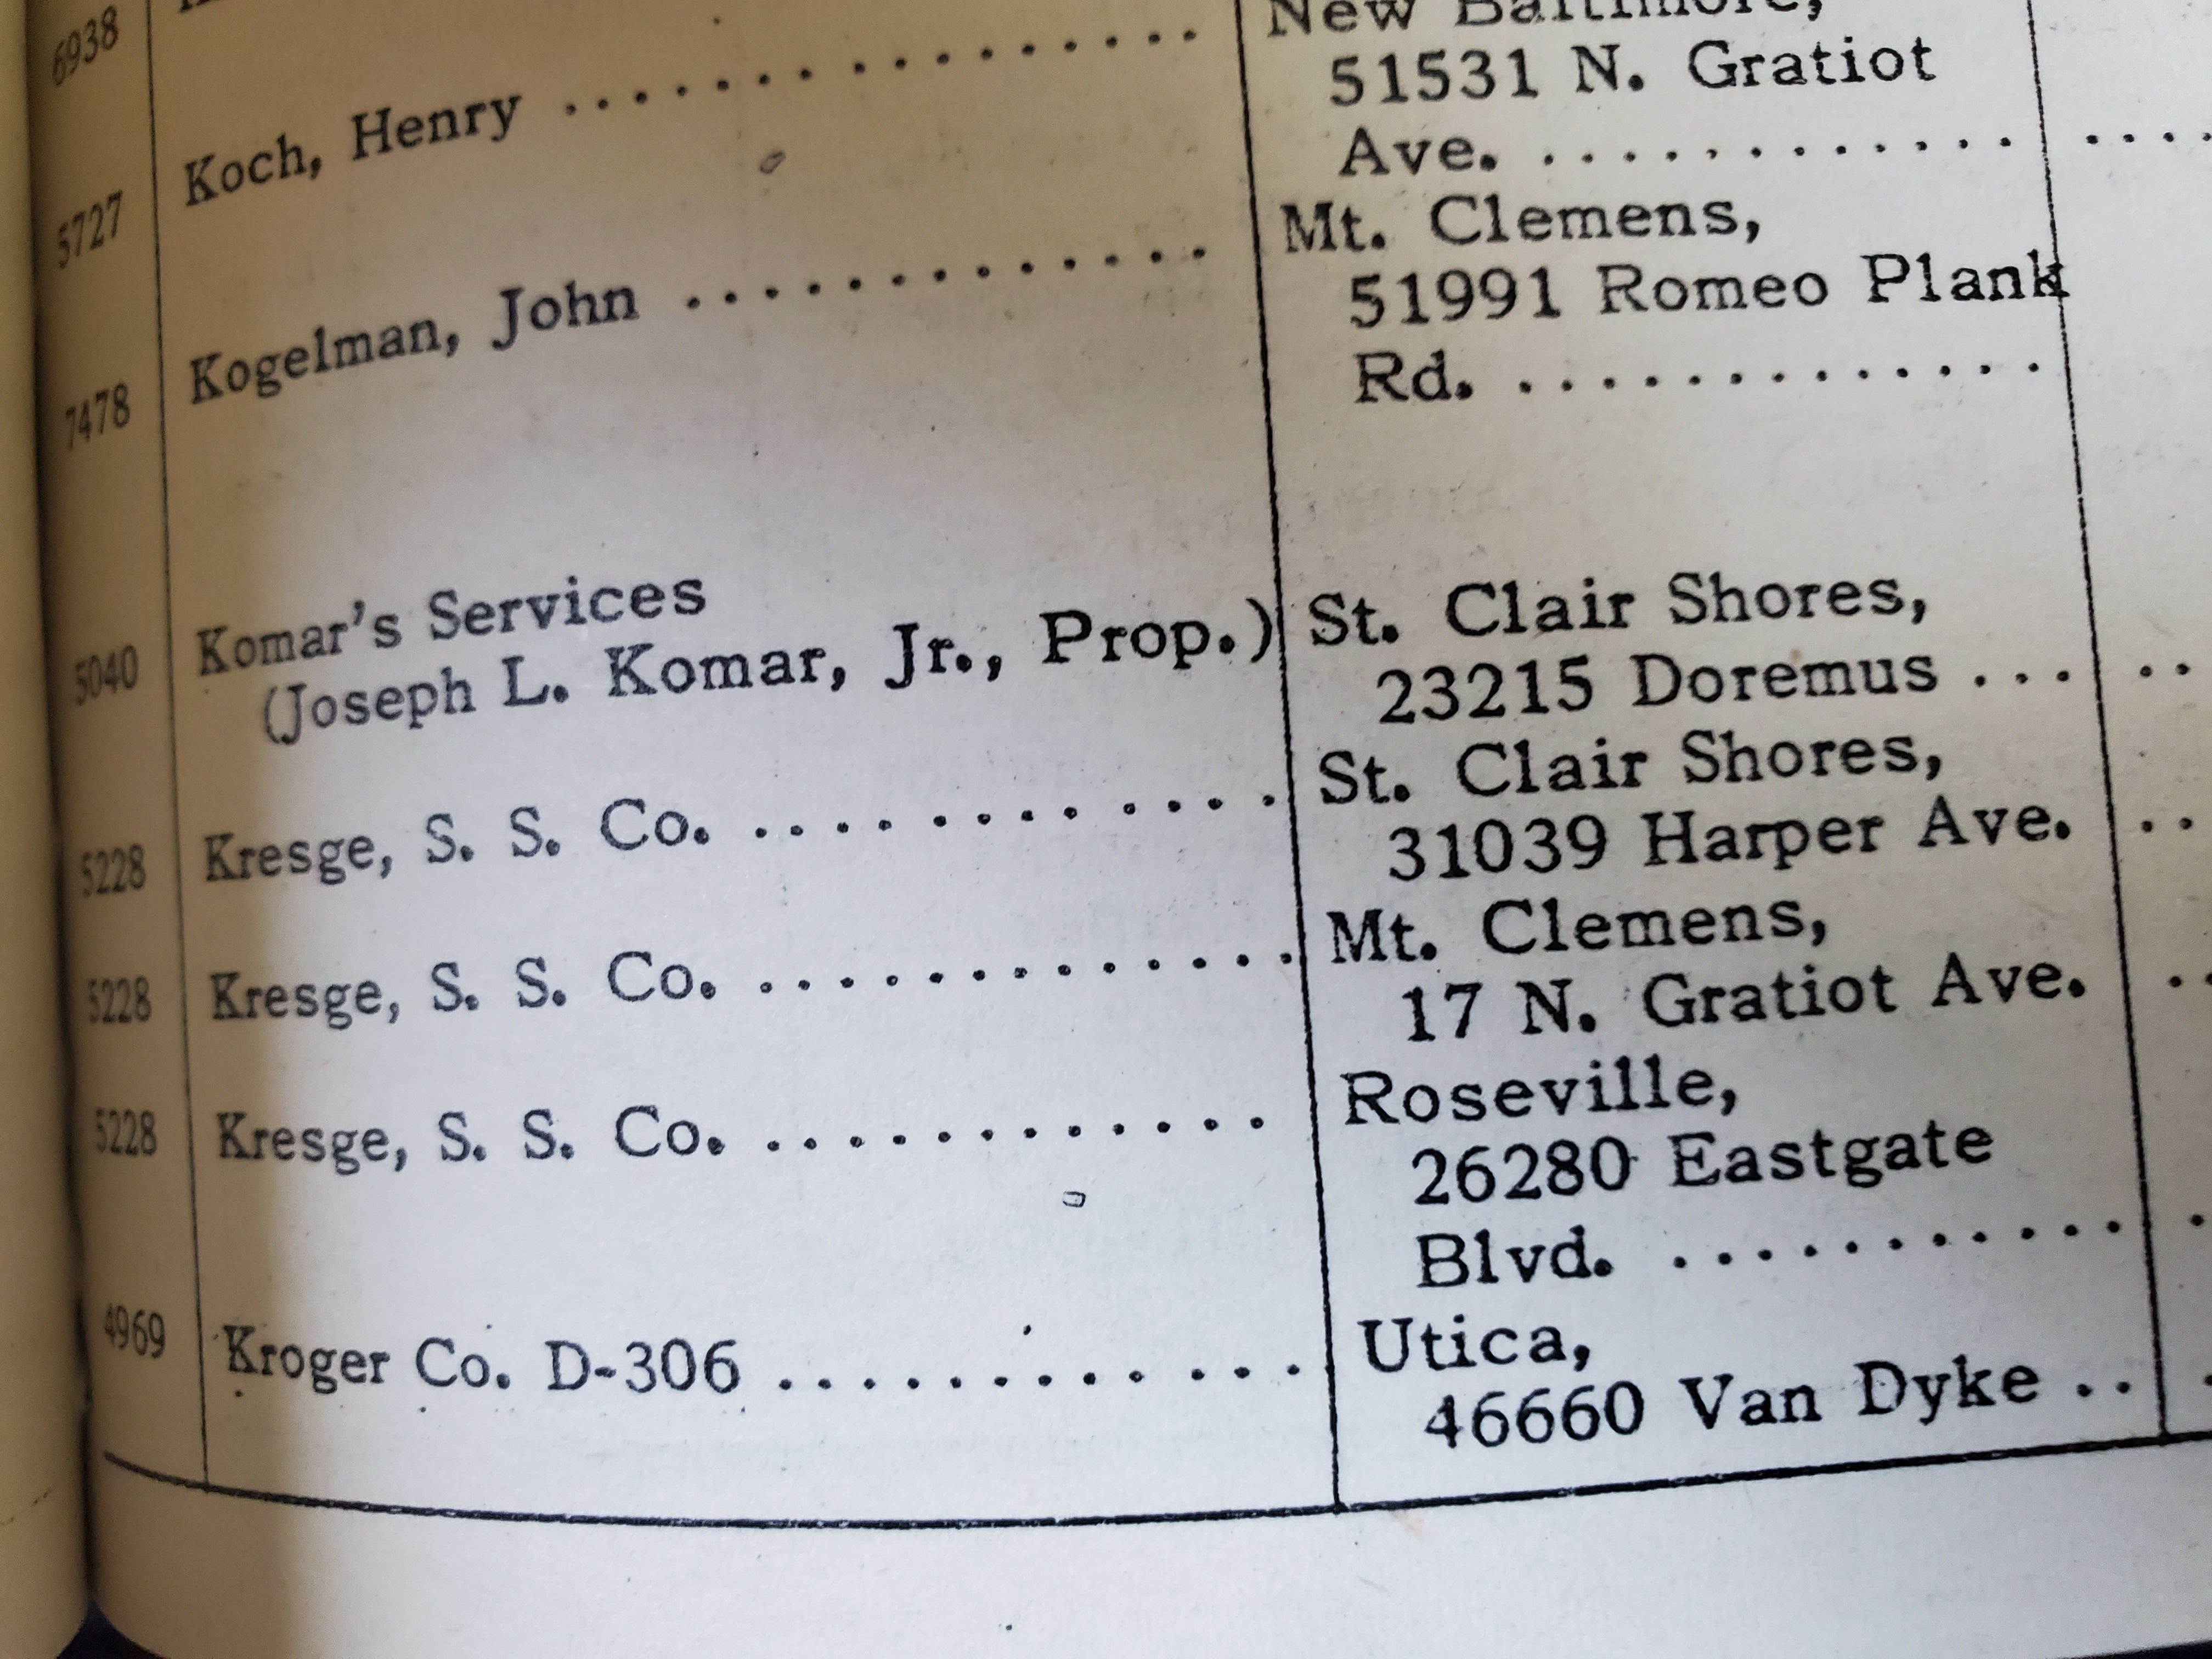 6938
New Baltimore,
5727 Koch, Henry .................. 51531 N. Gratiot
Ave. ............ ....
7478 Kogelman, John ............. Mt. Clemens,
51991 Romeo Plank
Rd. .............
5040 Komar's Services
(Joseph L. Komar, Jr., Prop.) St. Clair Shores,
23215 Doremus ... ..
5228 Kresge, S. S. Co. ............. St. Clair Shores,
31039 Harper Ave. ..
5228 Kresge, S. S. Co. .............. Mt. Clemens,
17 N. Gratiot Ave. ..
5228 Kresge, S. S. Co. ............. Roseville,
26280 Eastgate
Blvd. ........... .
4969 Kroger Co. D-306 ............. Utica,
46660 Van Dyke .. .